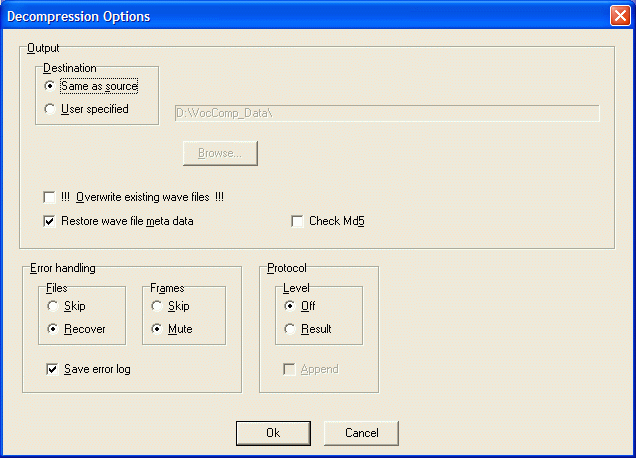 Decompression Options
Output
Destination
Same as source
User specified
D:\VocComp_Data\
Browse...
!!! Overwrite existing wave files !!!
Restore wave file meta data
Check Md5
Error handling
Files
Skip
Recover
Frames
Skip
Mute
Save error log
Protocol
Level
Off
Result
Append
Ok
Cancel